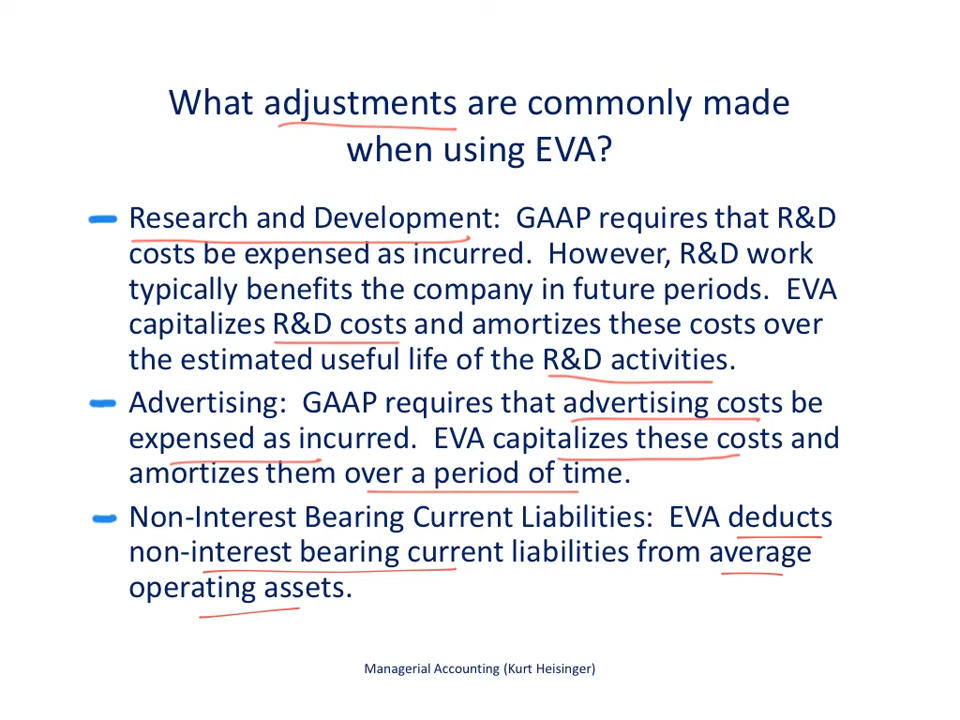 What adjustments are commonly made
when using EVA?
Research and Development: GAAP requires that R&D
costs be expensed as incurred. However, R&D work
typically benefits the company in future periods. EVA
capitalizes R&D costs and amortizes these costs over
the estimated useful life of the R&D activities.
Advertising: GAAP requires that advertising costs be
expensed as incurred. EVA capitalizes these costs and
amortizes them over a period of time.
Non-Interest Bearing Current Liabilities: EVA deducts
non-interest bearing current liabilities from average
operating assets.
Managerial Accounting (Kurt Heisinger)